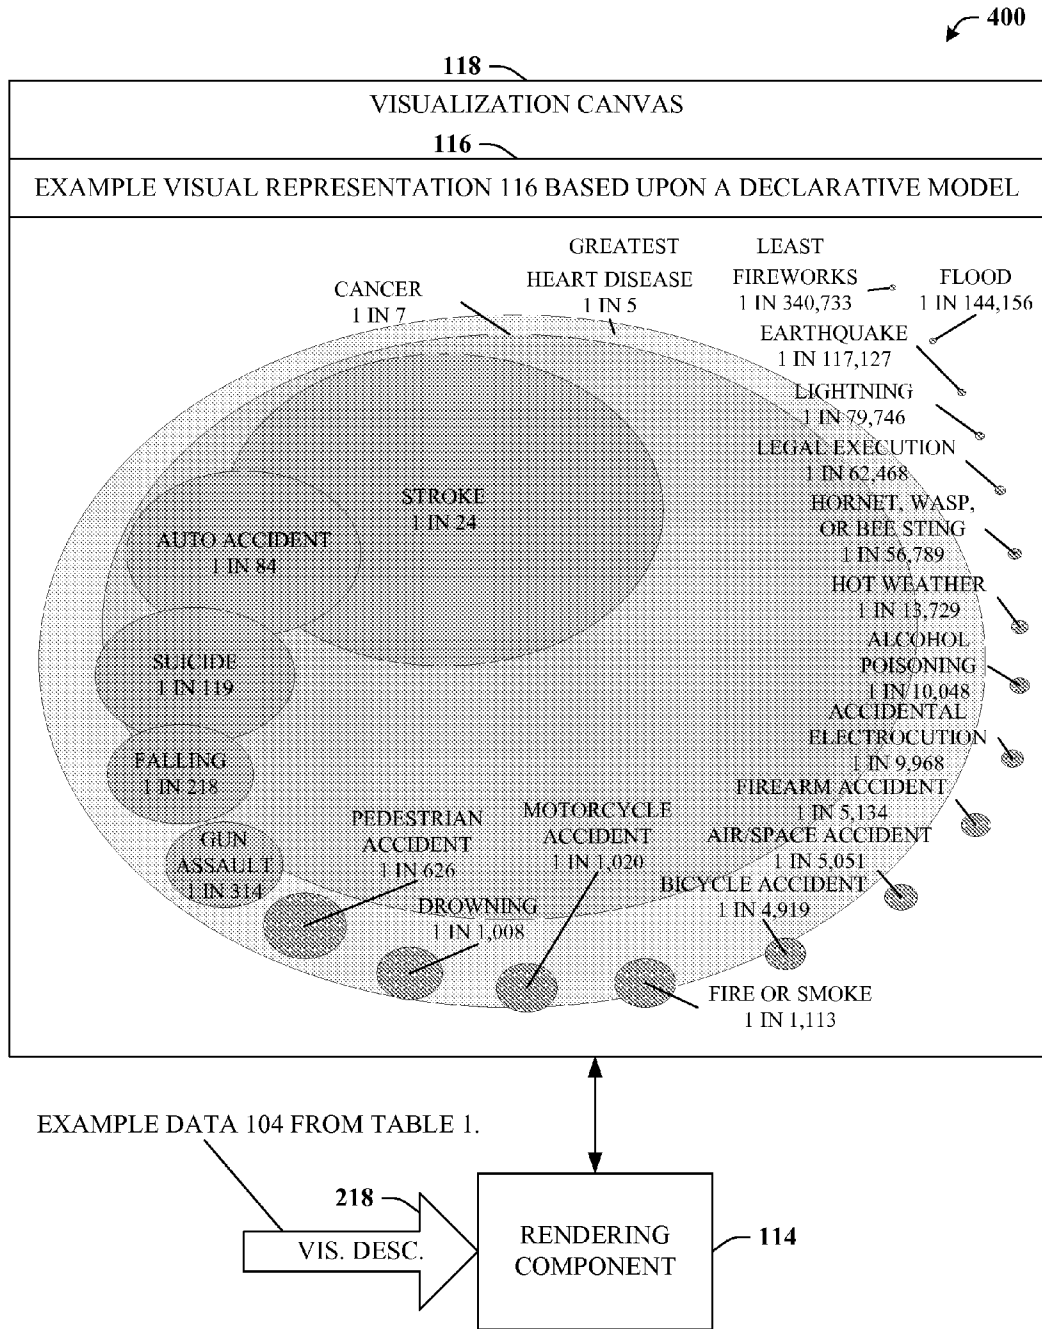 400
118
VISUALIZATION CANVAS
116
EXAMPLE VISUAL REPRESENTATION 116 BASED UPON A DECLARATIVE MODEL
GREATEST
LEAST
HEART DISEASE
1 IN 5
FIREWORKS
1 IN 340,733
FLOOD
1 IN 144,156
CANCER
1 IN 7
EARTHQUAKE
1 IN 117,127
LIGHTNING
1 IN 79,746
LEGAL EXECUTION
1 IN 62,468
STROKE
1 IN 24
HORNET, WASP,
OR BEE STING
1 IN 56,789
AUTO ACCIDENT
1 IN 84
HOT WEATHER
1 IN 13,729
ALCOHOL
POISONING
1 IN 10,048
SUICIDE
1 IN 119
ACCIDENTAL
ELECTROCUTION
1 IN 9,968
FALLING
1 IN 218
FIREARM ACCIDENT
1 IN 5,134
AIR/SPACE ACCIDENT
1 IN 5,051
BICYCLE ACCIDENT
1 IN 4,919
GUN
ASSAULT
1 IN 314
PEDESTRIAN
ACCIDENT
1 IN 626
MOTORCYCLE
ACCIDENT
1 IN 1,020
DROWNING
1 IN 1,008
FIRE OR SMOKE
1 IN 1,113
EXAMPLE DATA 104 FROM TABLE 1.
218
VIS. DESC.
RENDERING
COMPONENT
114